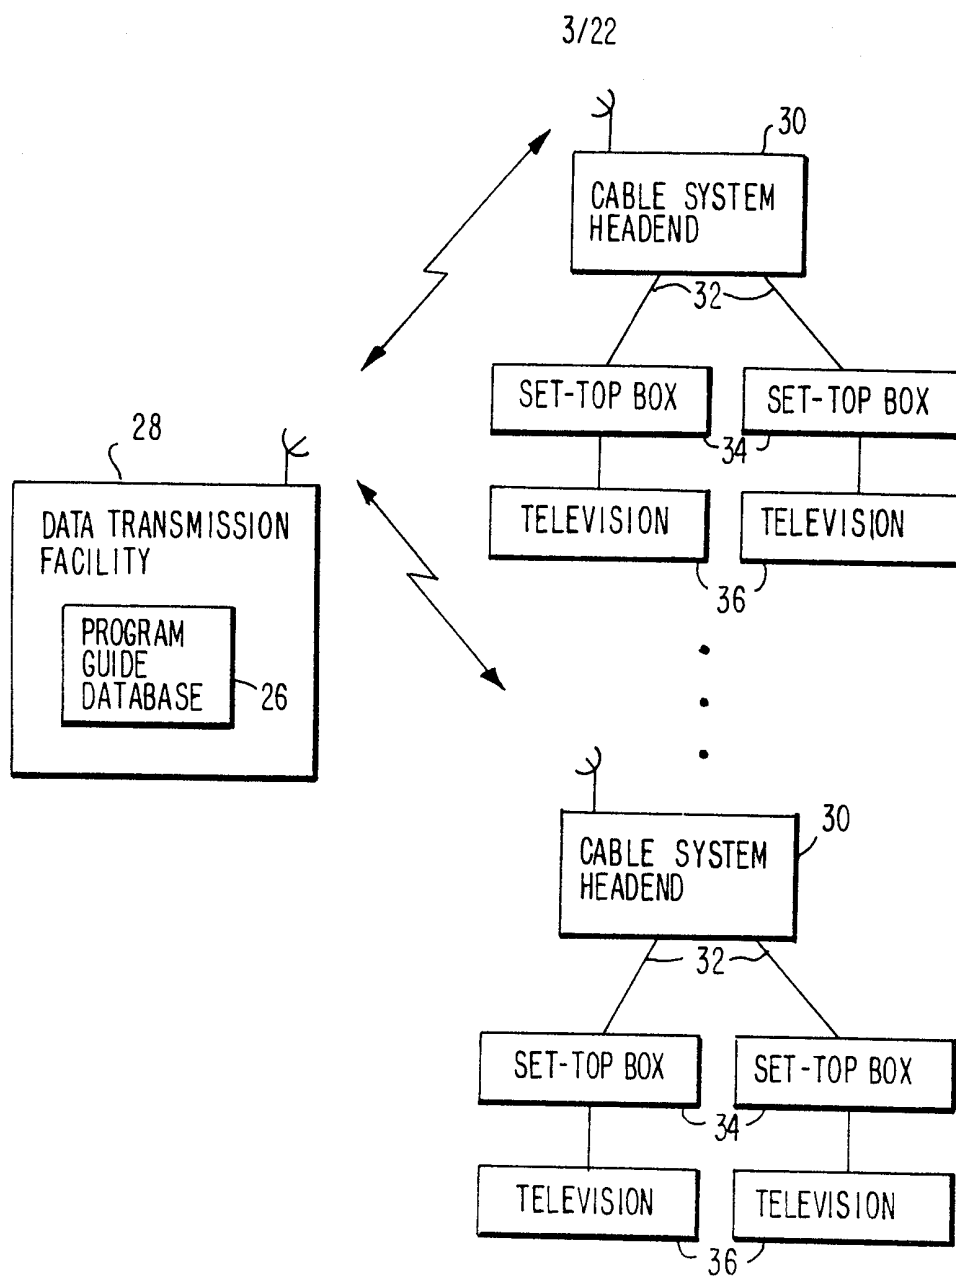 3/22
30
CABLE SYSTEM
HEADEND
32
SET-TOP BOX
SET-TOP BOX
34
TELEVISION
TELEVISION
36
28
DATA TRANSMISSION
FACILITY
PROGRAM
GUIDE
DATABASE
26
30
CABLE SYSTEM
HEADEND
32
SET-TOP BOX
SET-TOP BOX
34
TELEVISION
TELEVISION
36